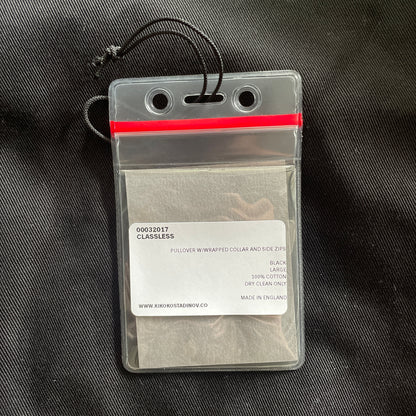 00032017
CLASSLESS
PULLOVER W/WRAPPED COLLAR AND SIDE ZIPS
BLACK
LARGE
100% COTTON
DRY CLEAN ONLY
MADE IN ENGLAND
WWW.KIKOKOSTADINOV.CO